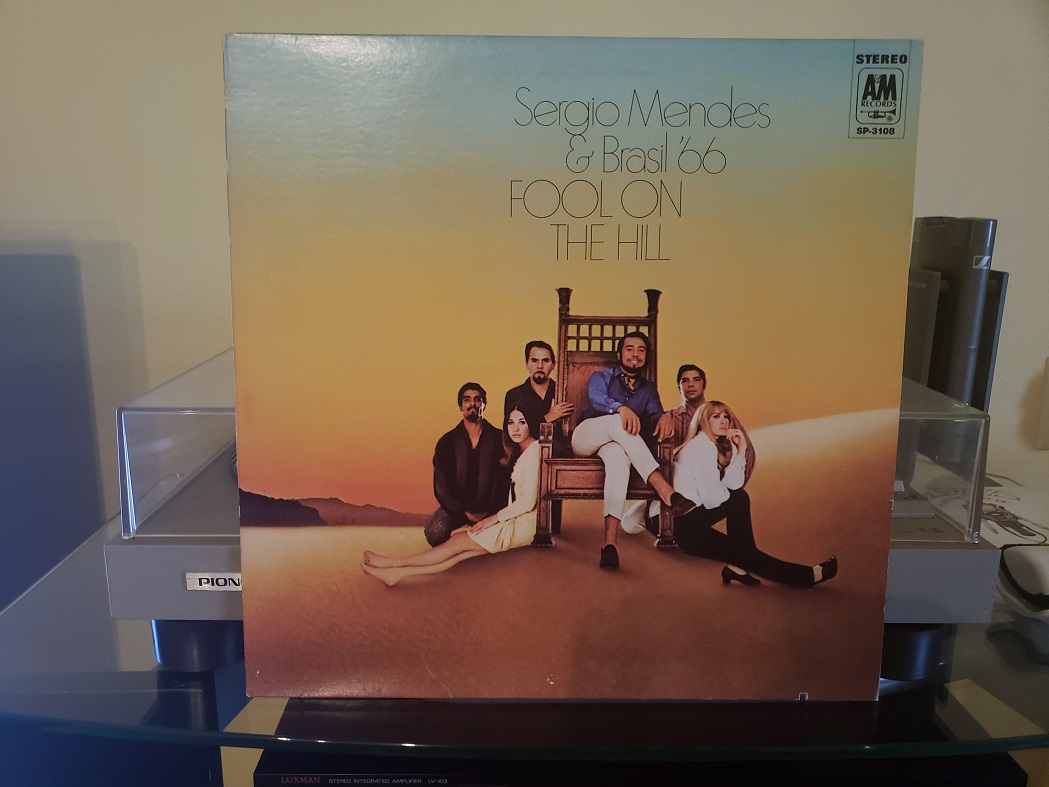 Sergio Mendes
& Brasil '66
FOOL ON
THE HILL
STEREO
A&M
RECORDS
®
SP-3108
PION
LUXMAN STEREO INTEGRATED AMPLIFIER LV-103